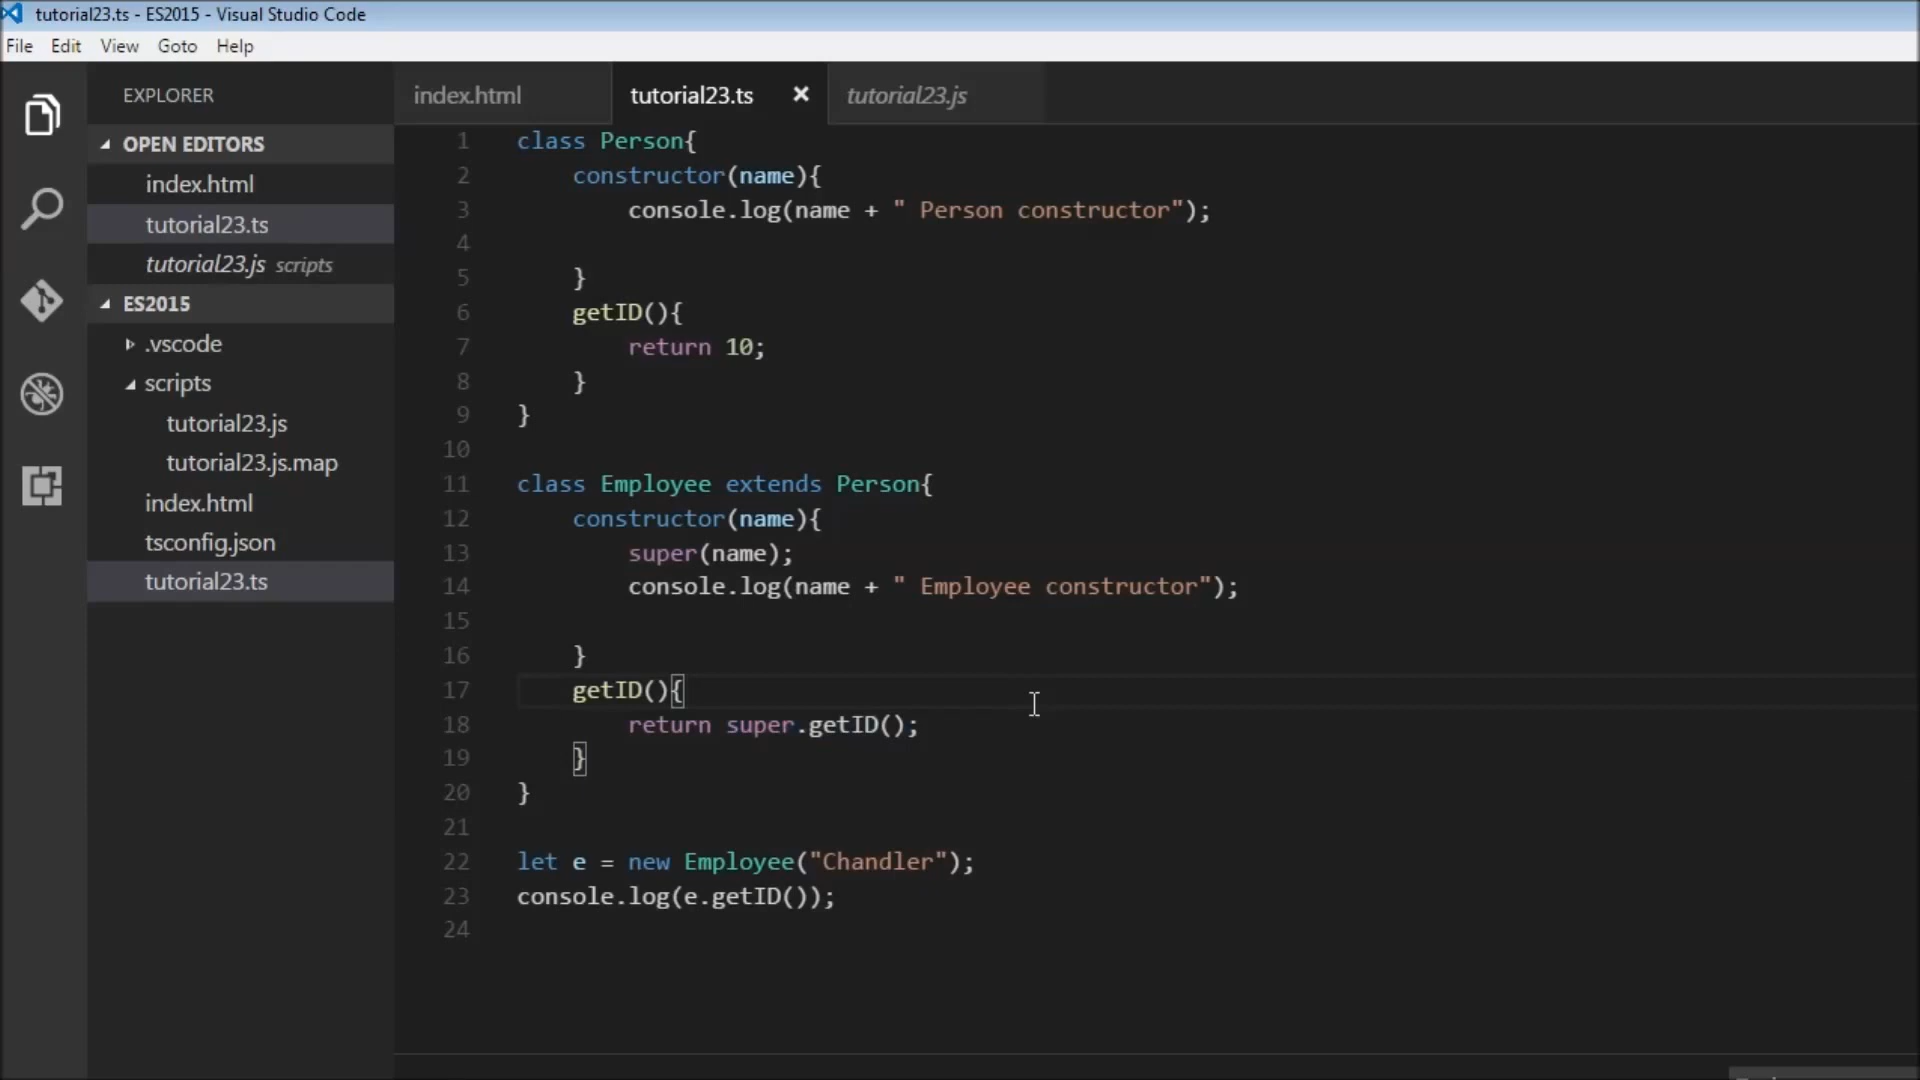 tutorial23.ts - ES2015 - Visual Studio Code
File Edit View Goto Help
EXPLORER
OPEN EDITORS
index.html
tutorial23.ts
tutorial23.js scripts
ES2015
.vscode
scripts
tutorial23.js
tutorial23.js.map
index.html
tsconfig.json
tutorial23.ts
index.html tutorial23.ts tutorial23.js
1 class Person{
2 constructor(name){
3 console.log(name + " Person constructor");
4
5 }
6 getID(){
7 return 10;
8 }
9 }
10
11 class Employee extends Person{
12 constructor(name){
13 super(name);
14 console.log(name + " Employee constructor");
15
16 }
17 getID(){
18 return super.getID();
19 }
20 }
21
22 let e = new Employee("Chandler");
23 console.log(e.getID());
24